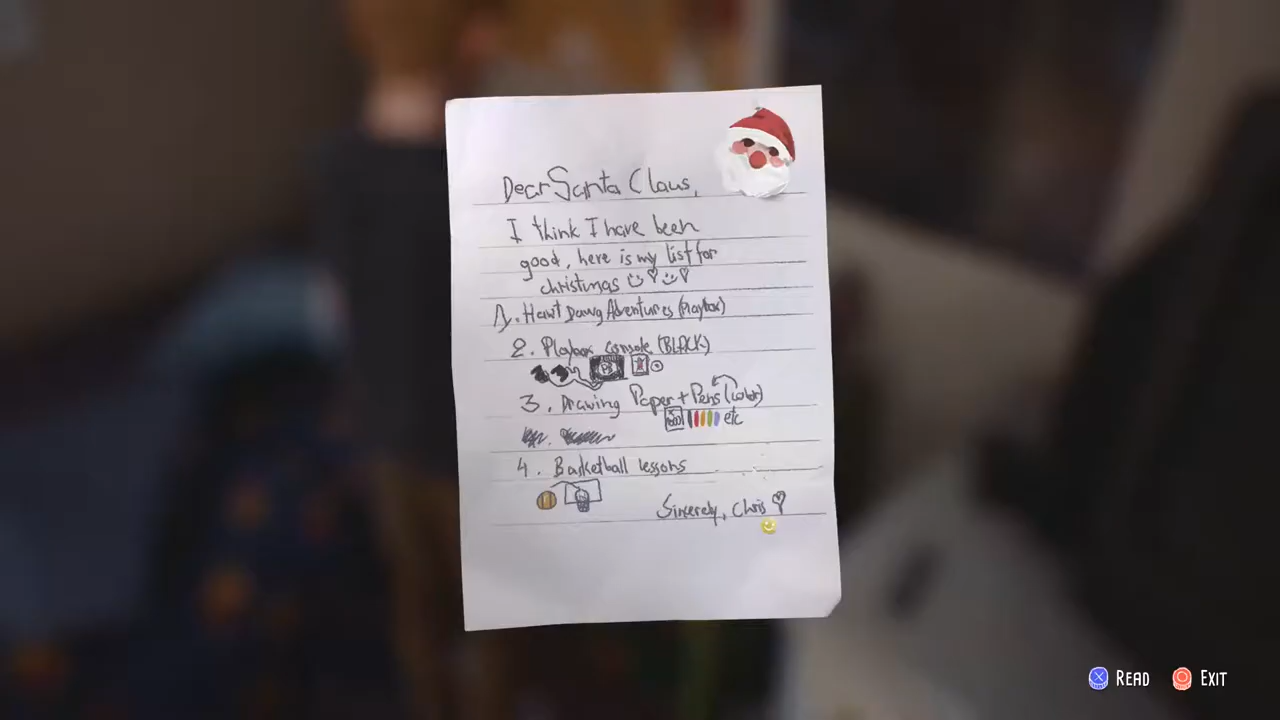 Dear Santa Claus,
I think I have been
good, here is my list for
christmas
1. Hawt Dawg Adventures (Playbox)
2. Playbox console (BLACK)
3. Drawing Paper + Pens (color)
etc
4. Basketball lessons
Sincerely, Chris
READ
EXIT